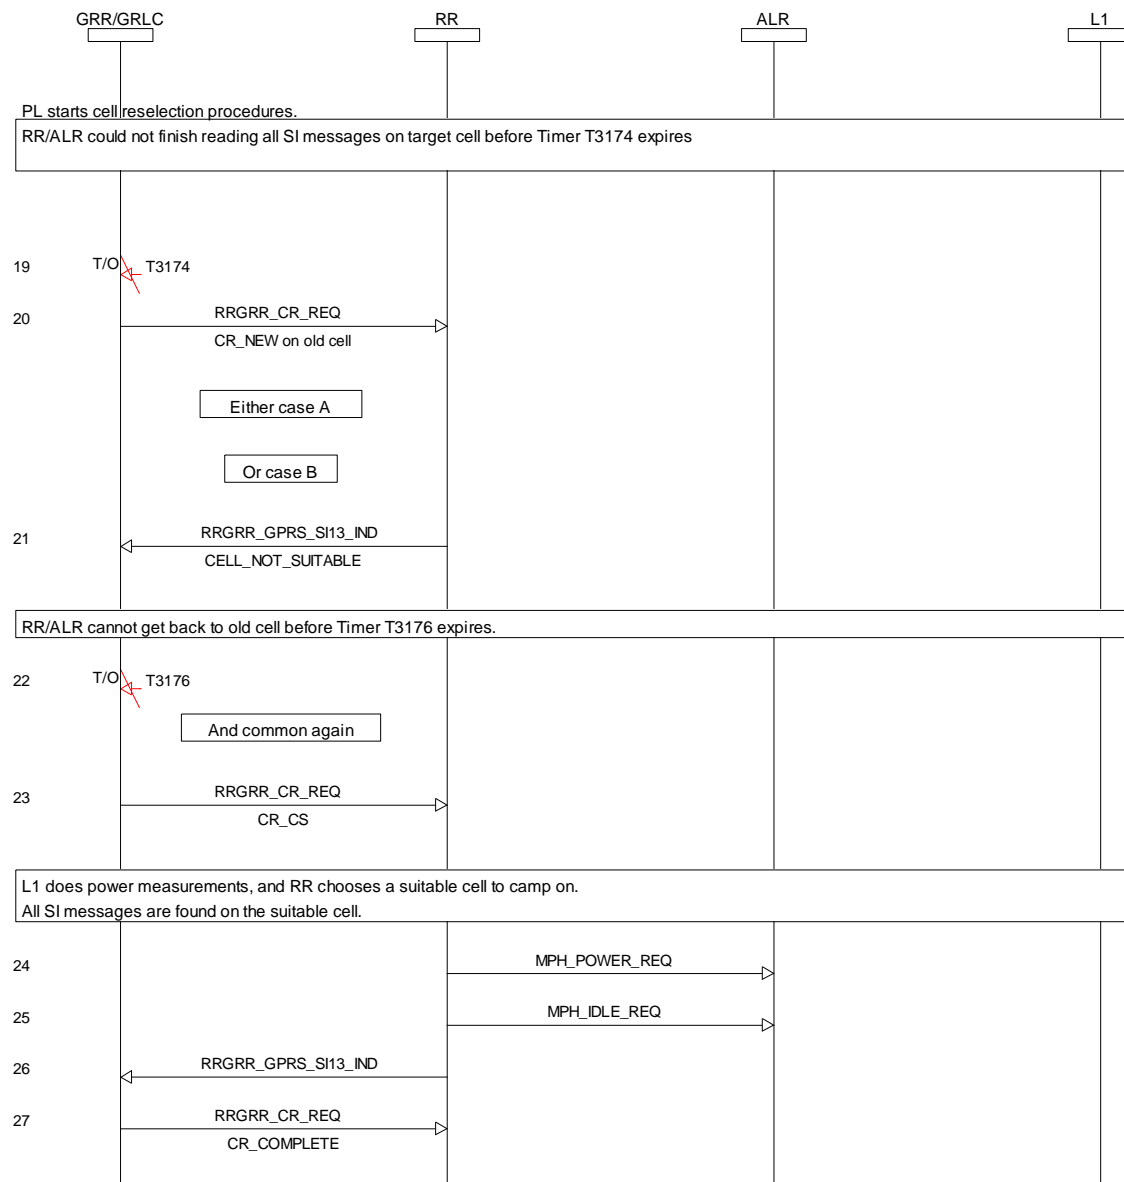 GRR/GRLC RR ALR L1
PL starts cell reselection procedures.
RR/ALR could not finish reading all SI messages on target cell before Timer T3174 expires
19 T/O T3174
20 RRGRR_CR_REQ
CR_NEW on old cell
Either case A
Or case B
21 RRGRR_GPRS_SI13_IND
CELL_NOT_SUITABLE
RR/ALR cannot get back to old cell before Timer T3176 expires.
22 T/O T3176
And common again
23 RRGRR_CR_REQ
CR_CS
L1 does power measurements, and RR chooses a suitable cell to camp on.
All SI messages are found on the suitable cell.
24 MPH_POWER_REQ
25 MPH_IDLE_REQ
26 RRGRR_GPRS_SI13_IND
27 RRGRR_CR_REQ
CR_COMPLETE